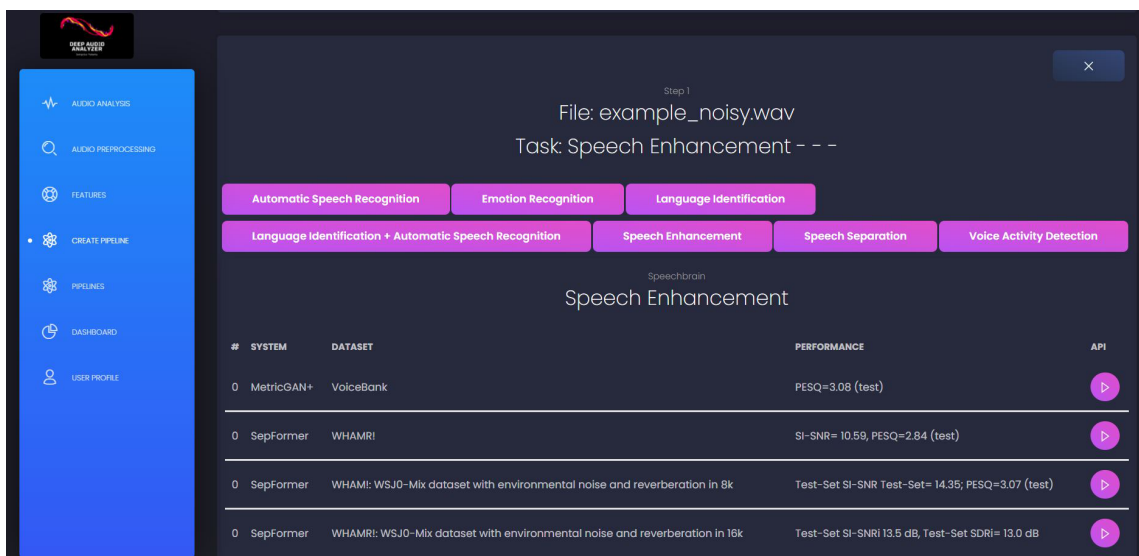 DEEP AUDIO
ANALYZER
AUDIO ANALYSIS
AUDIO PREPROCESSING
FEATURES
CREATE PIPELINE
PIPELINES
DASHBOARD
USER PROFILE
Step 1
File: example_noisy.wav
Task: Speech Enhancement - - -
Automatic Speech Recognition Emotion Recognition Language Identification
Language Identification + Automatic Speech Recognition Speech Enhancement Speech Separation Voice Activity Detection
Speechbrain
Speech Enhancement
# SYSTEM DATASET PERFORMANCE API
0 MetricGAN+ VoiceBank PESQ=3.08 (test)
0 SepFormer WHAMR! SI-SNR= 10.59, PESQ=2.84 (test)
0 SepFormer WHAM!: WSJ0-Mix dataset with environmental noise and reverberation in 8k Test-Set SI-SNR Test-Set= 14.35; PESQ=3.07 (test)
0 SepFormer WHAMR!: WSJ0-Mix dataset with environmental noise and reverberation in 16k Test-Set SI-SNRi 13.5 dB, Test-Set SDRi= 13.0 dB